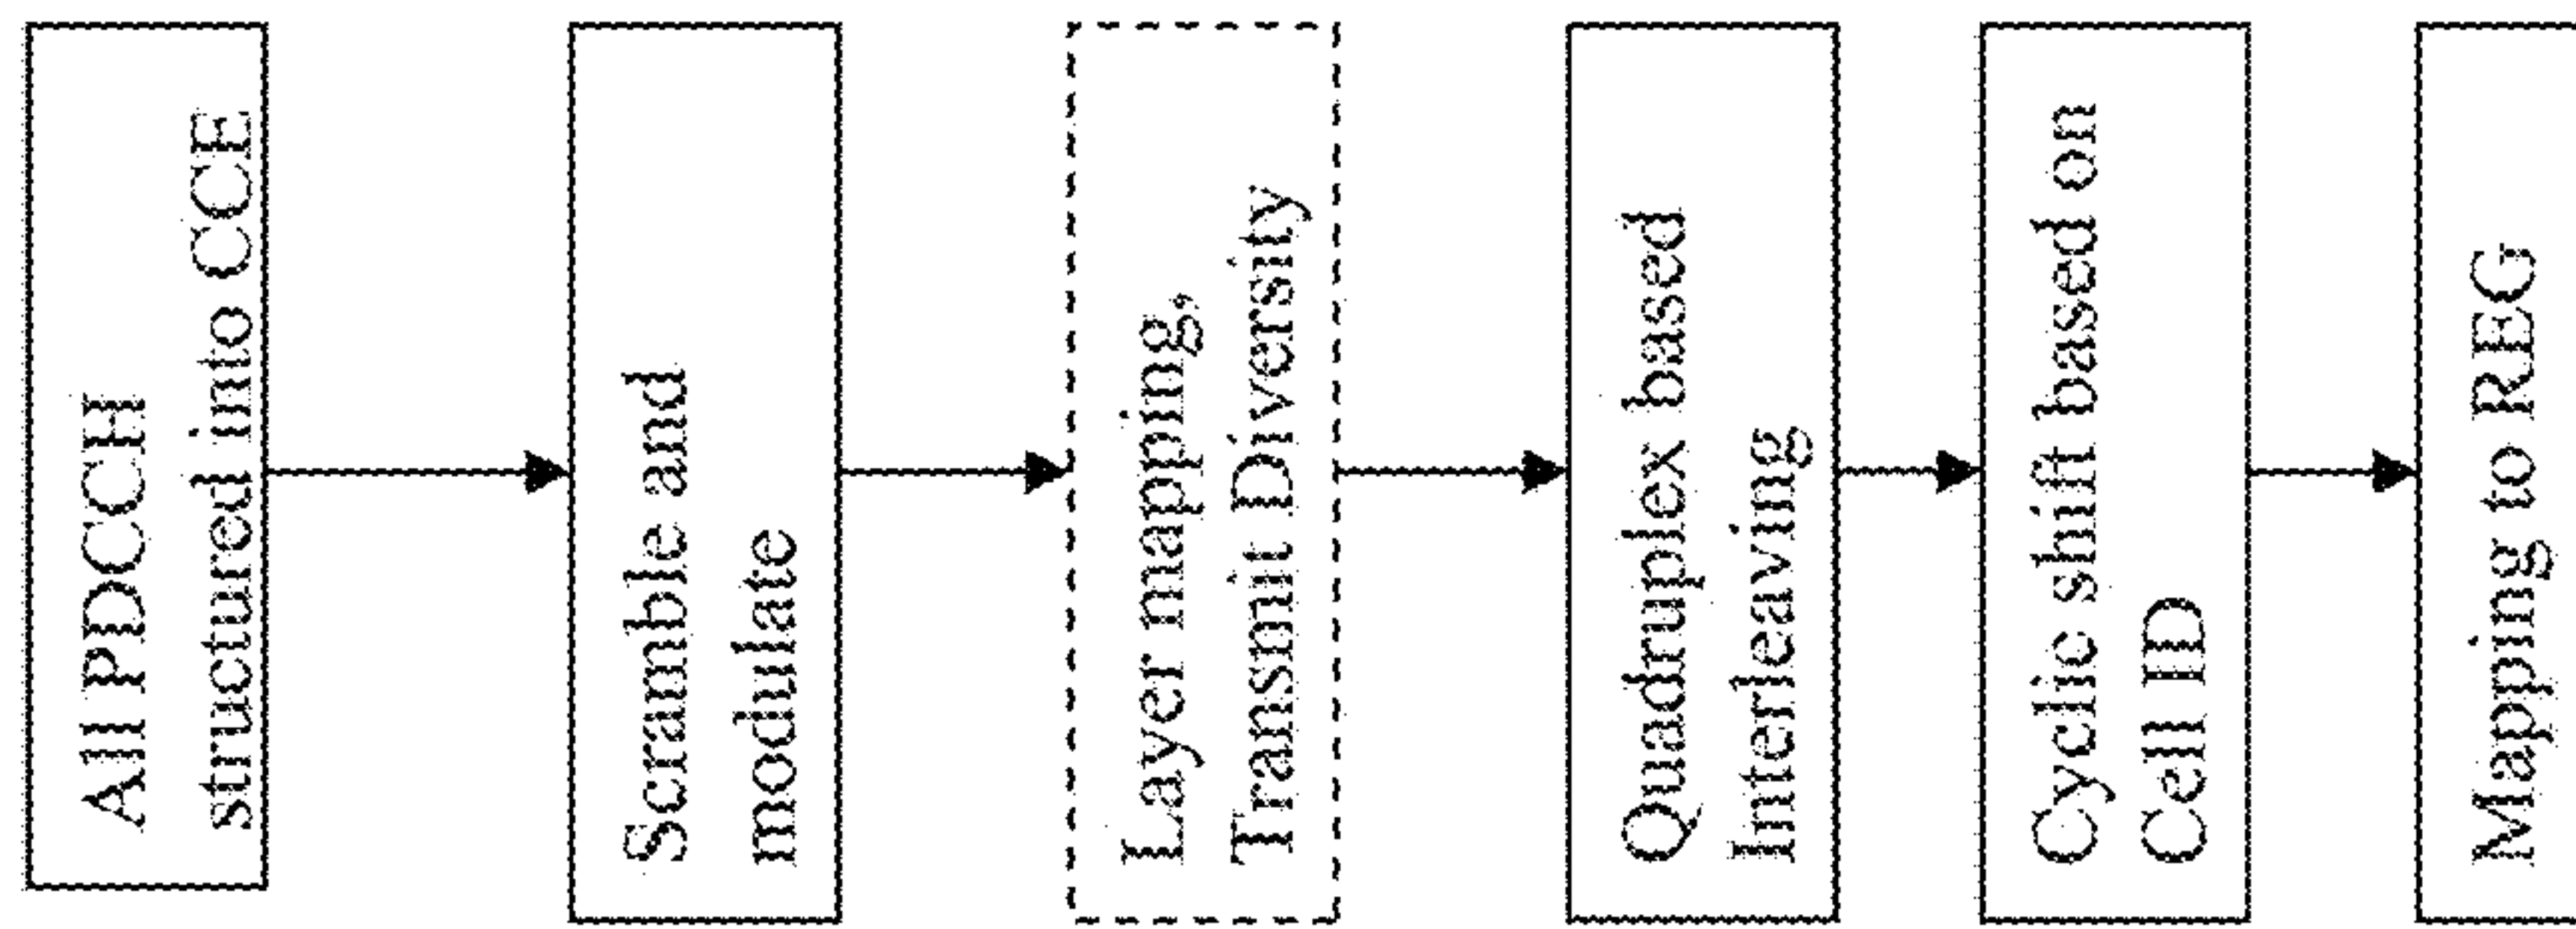 All PDCCH
structured into CCE
Scramble and
modulate
Layer mapping,
Transmit Diversity
Quadruplex based
Interleaving
Cyclic shift based on
Cell ID
Mapping to REG